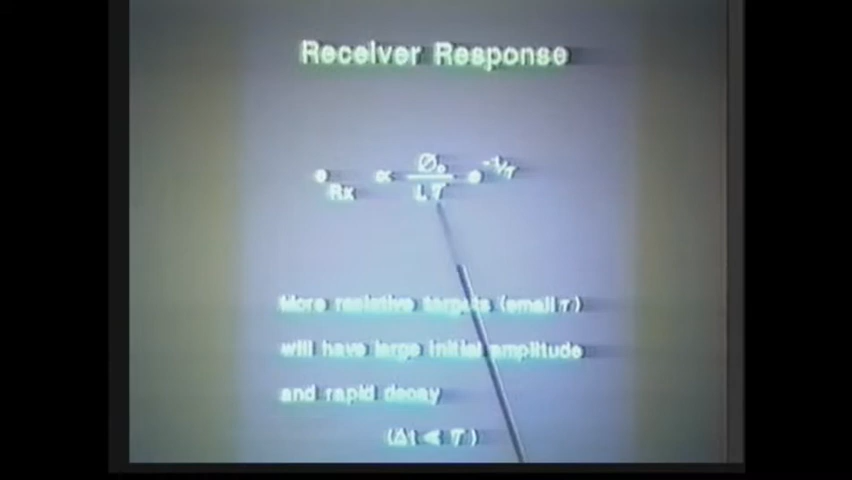 Receiver Response
e_Rx ∝ Ø₀/Lτ e^-t/τ
More resistive targets (small τ)
will have large initial amplitude
and rapid decay
(Δt < τ)